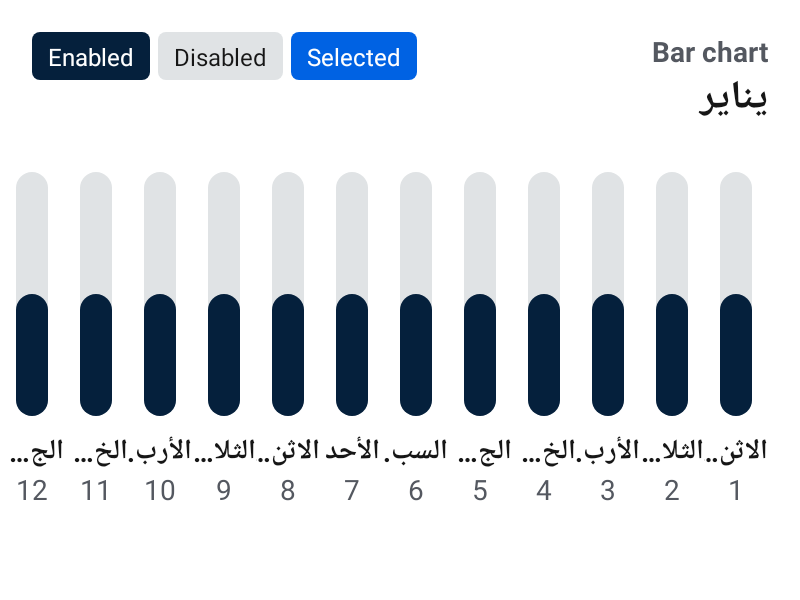 Bar chart
يناير
Enabled Disabled Selected
الاثن.. الثلا... الأرب. الخ... الج... السب. الأحد الاثن.. الثلا... الأرب. الخ... الج...
1 2 3 4 5 6 7 8 9 10 11 12